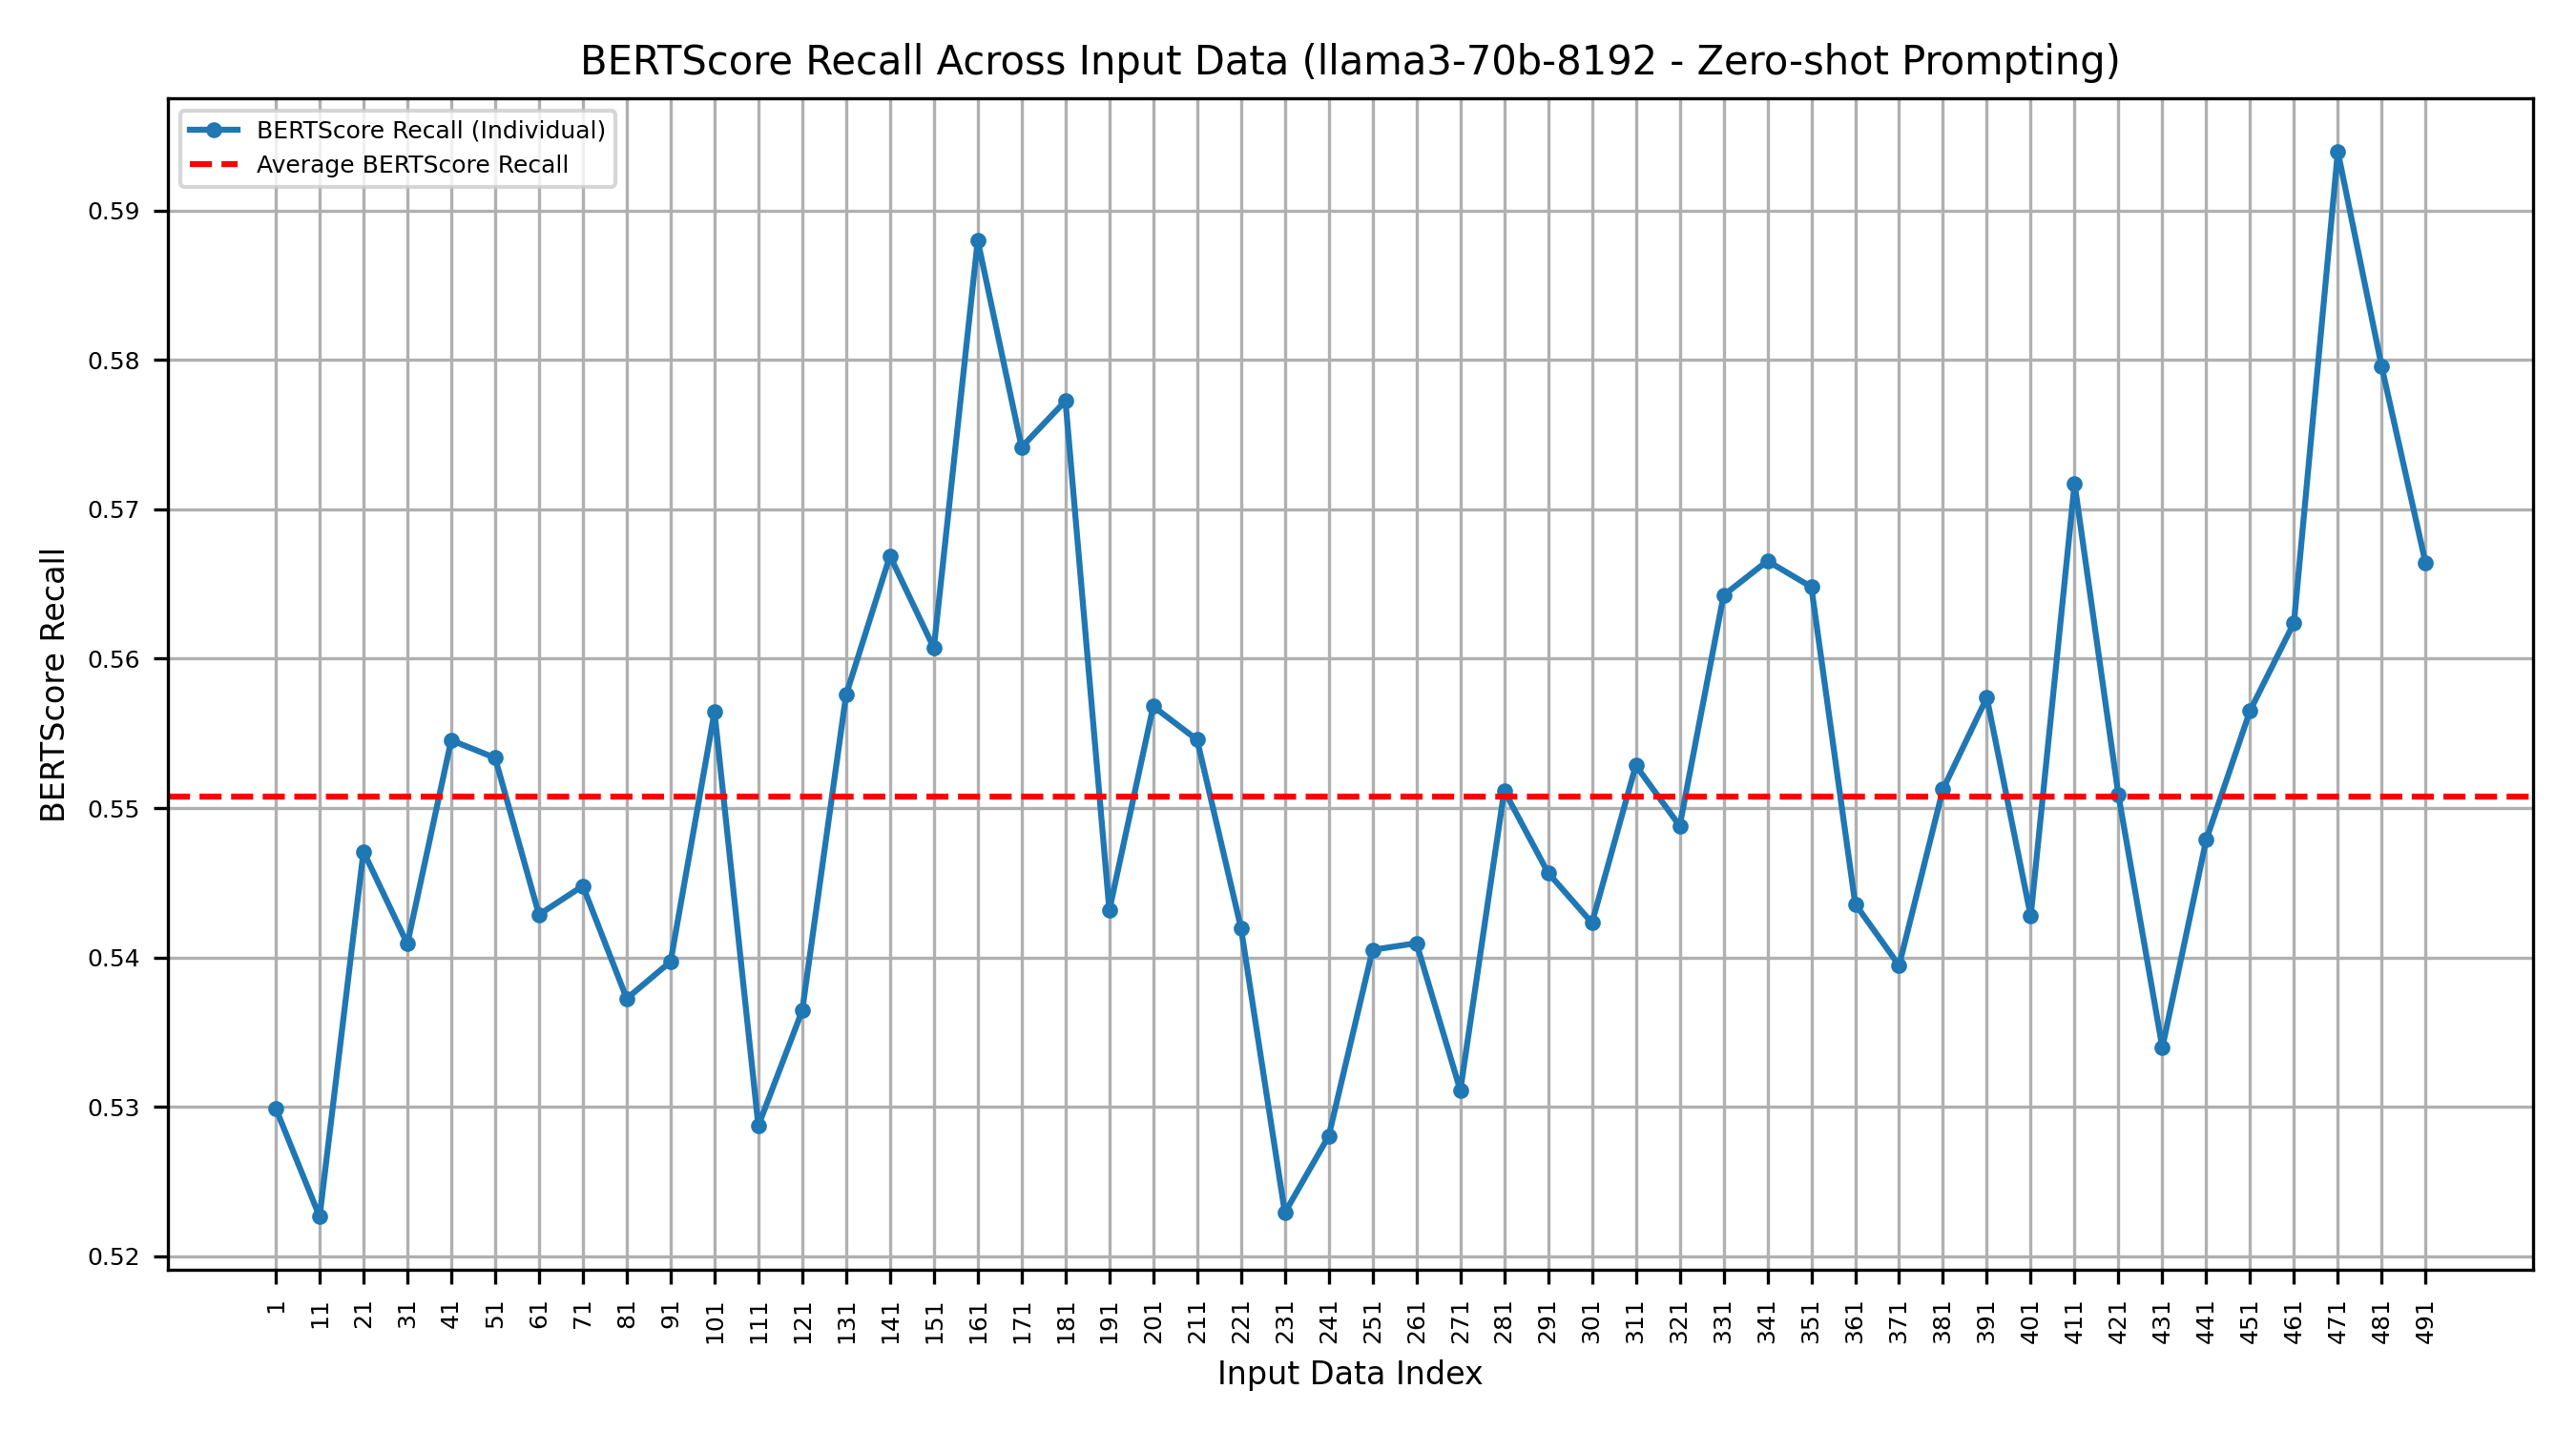 BERTScore Recall Across Input Data (llama3-70b-8192 - Zero-shot Prompting)
BERTScore Recall (Individual)
Average BERTScore Recall
0.59
0.58
0.57
0.56
0.55
0.54
0.53
0.52
BERTScore Recall
1 11 21 31 41 51 61 71 81 91 101 111 121 131 141 151 161 171 181 191 201 211 221 231 241 251 261 271 281 291 301 311 321 331 341 351 361 371 381 391 401 411 421 431 441 451 461 471 481 491
Input Data Index